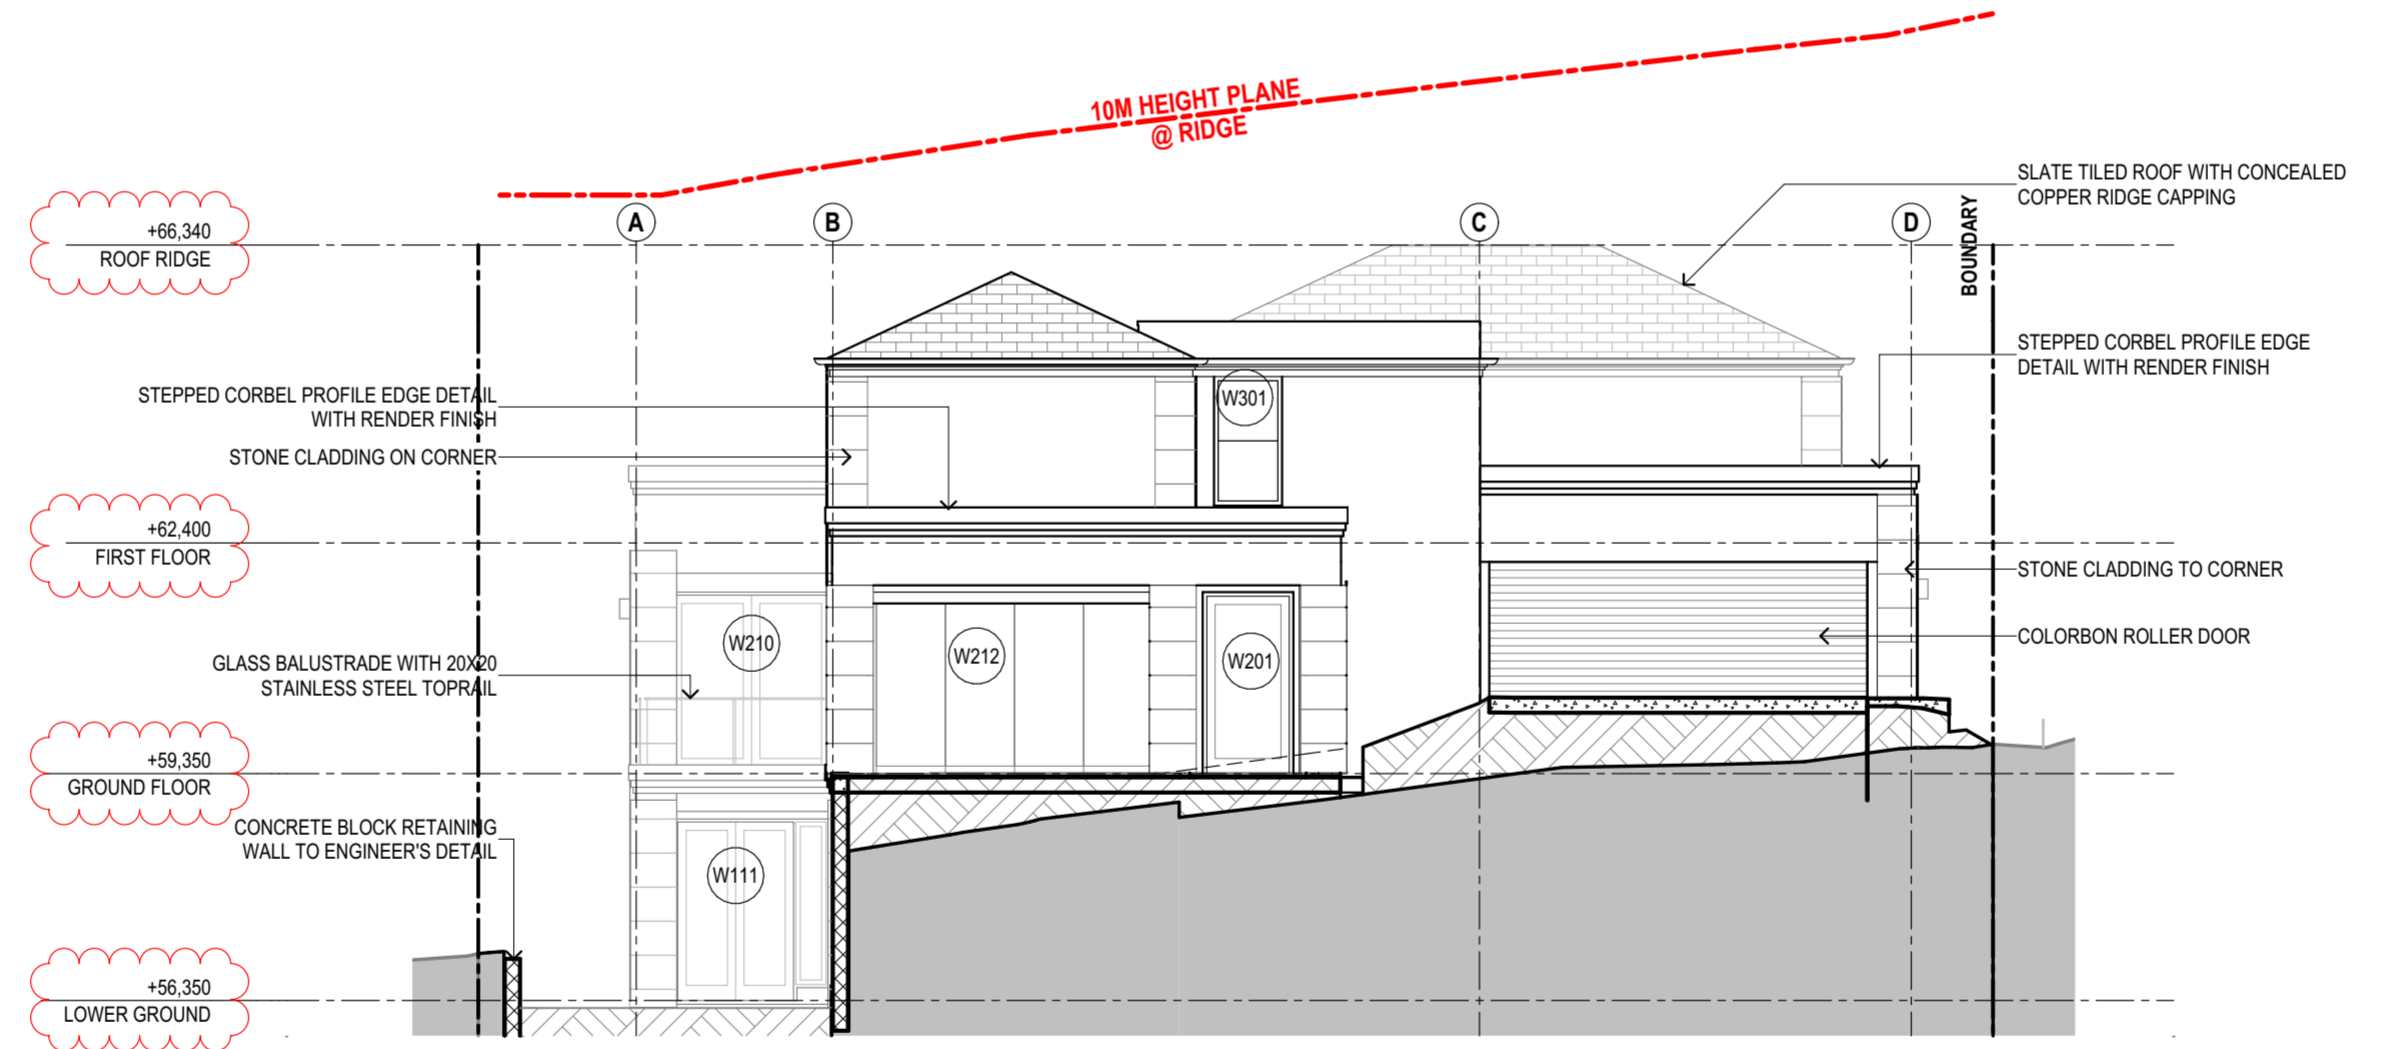 10M HEIGHT PLANE
@ RIDGE
SLATE TILED ROOF WITH CONCEALED
COPPER RIDGE CAPPING
BOUNDARY
A
B
C
D
+66,340
ROOF RIDGE
STEPPED CORBEL PROFILE EDGE
DETAIL WITH RENDER FINISH
STEPPED CORBEL PROFILE EDGE DETAIL
WITH RENDER FINISH
W301
STONE CLADDING ON CORNER
+62,400
FIRST FLOOR
STONE CLADDING TO CORNER
COLORBON ROLLER DOOR
W210
W212
W201
GLASS BALUSTRADE WITH 20X20
STAINLESS STEEL TOPRAIL
+59,350
GROUND FLOOR
CONCRETE BLOCK RETAINING
WALL TO ENGINEER'S DETAIL
W111
+56,350
LOWER GROUND